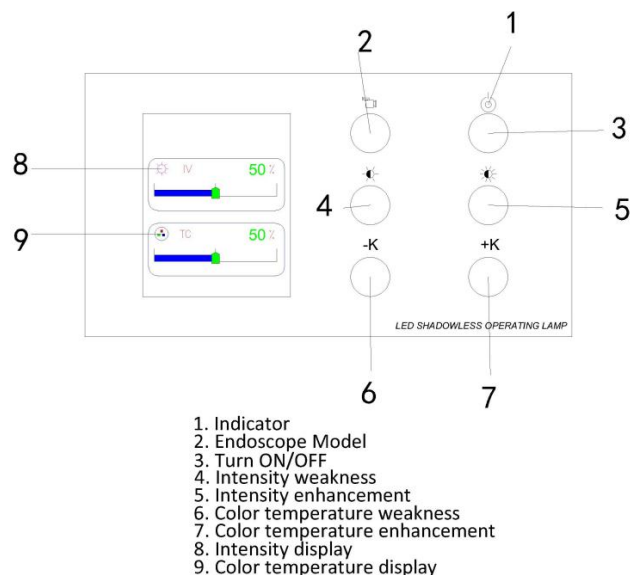 2
1
3
8
IV
50 %
4
5
9
TC
50 %
-K
+K
LED SHADOWLESS OPERATING LAMP
6
7
1. Indicator
2. Endoscope Model
3. Turn ON/OFF
4. Intensity weakness
5. Intensity enhancement
6. Color temperature weakness
7. Color temperature enhancement
8. Intensity display
9. Color temperature display